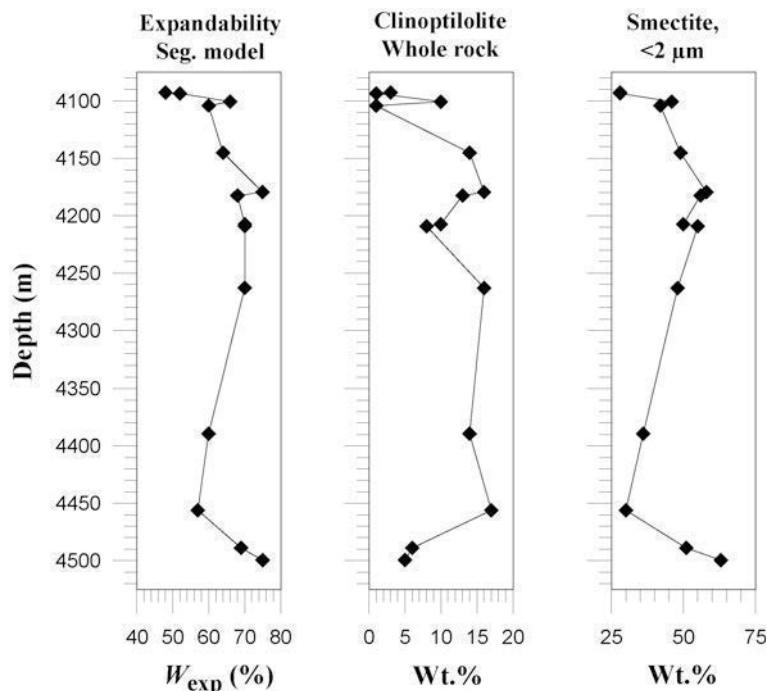 Expandability
Seg. model
Clinoptilolite
Whole rock
Smectite,
<2 µm
Depth (m)
4100
4150
4200
4250
4300
4350
4400
4450
4500
40 50 60 70 80
0 5 10 15 20
25 50 75
Wexp (%)
Wt.%
Wt.%